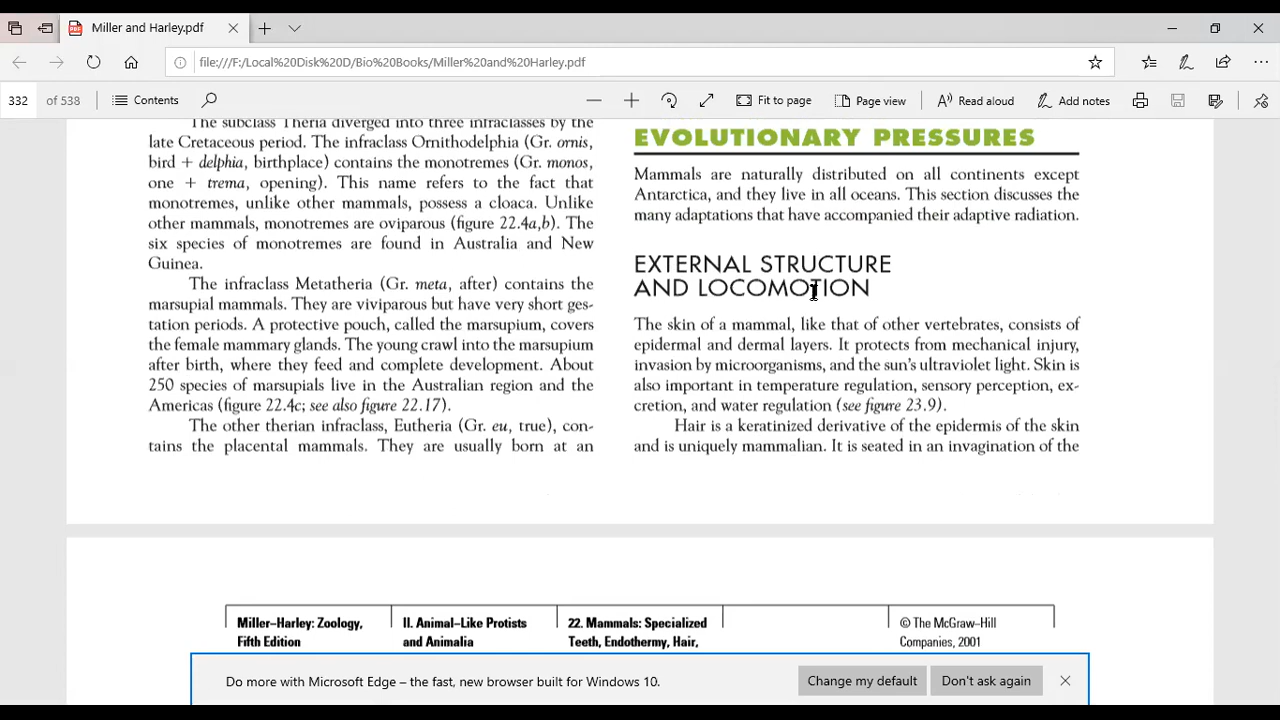 Miller and Harley.pdf
file:///F:/Local%20Disk%20D/Bio%20Books/Miller%20and%20Harley.pdf
332 of 538 Contents Fit to page Page view Read aloud Add notes
The subclass Theria diverged into three infraclasses by the
late Cretaceous period. The infraclass Ornithodelphia (Gr. ornis,
bird + delphia, birthplace) contains the monotremes (Gr. monos,
one + trema, opening). This name refers to the fact that
monotremes, unlike other mammals, possess a cloaca. Unlike
other mammals, monotremes are oviparous (figure 22.4a,b). The
six species of monotremes are found in Australia and New
Guinea.
The infraclass Metatheria (Gr. meta, after) contains the
marsupial mammals. They are viviparous but have very short ges-
tation periods. A protective pouch, called the marsupium, covers
the female mammary glands. The young crawl into the marsupium
after birth, where they feed and complete development. About
250 species of marsupials live in the Australian region and the
Americas (figure 22.4c; see also figure 22.17).
The other therian infraclass, Eutheria (Gr. eu, true), con-
tains the placental mammals. They are usually born at an
EVOLUTIONARY PRESSURES
Mammals are naturally distributed on all continents except
Antarctica, and they live in all oceans. This section discusses the
many adaptations that have accompanied their adaptive radiation.
EXTERNAL STRUCTURE
AND LOCOMOTION
The skin of a mammal, like that of other vertebrates, consists of
epidermal and dermal layers. It protects from mechanical injury,
invasion by microorganisms, and the sun's ultraviolet light. Skin is
also important in temperature regulation, sensory perception, ex-
cretion, and water regulation (see figure 23.9).
Hair is a keratinized derivative of the epidermis of the skin
and is uniquely mammalian. It is seated in an invagination of the
Miller–Harley: Zoology,
Fifth Edition
II. Animal–Like Protists
and Animalia
22. Mammals: Specialized
Teeth, Endothermy, Hair,
© The McGraw–Hill
Companies, 2001
Do more with Microsoft Edge – the fast, new browser built for Windows 10.
Change my default
Don't ask again